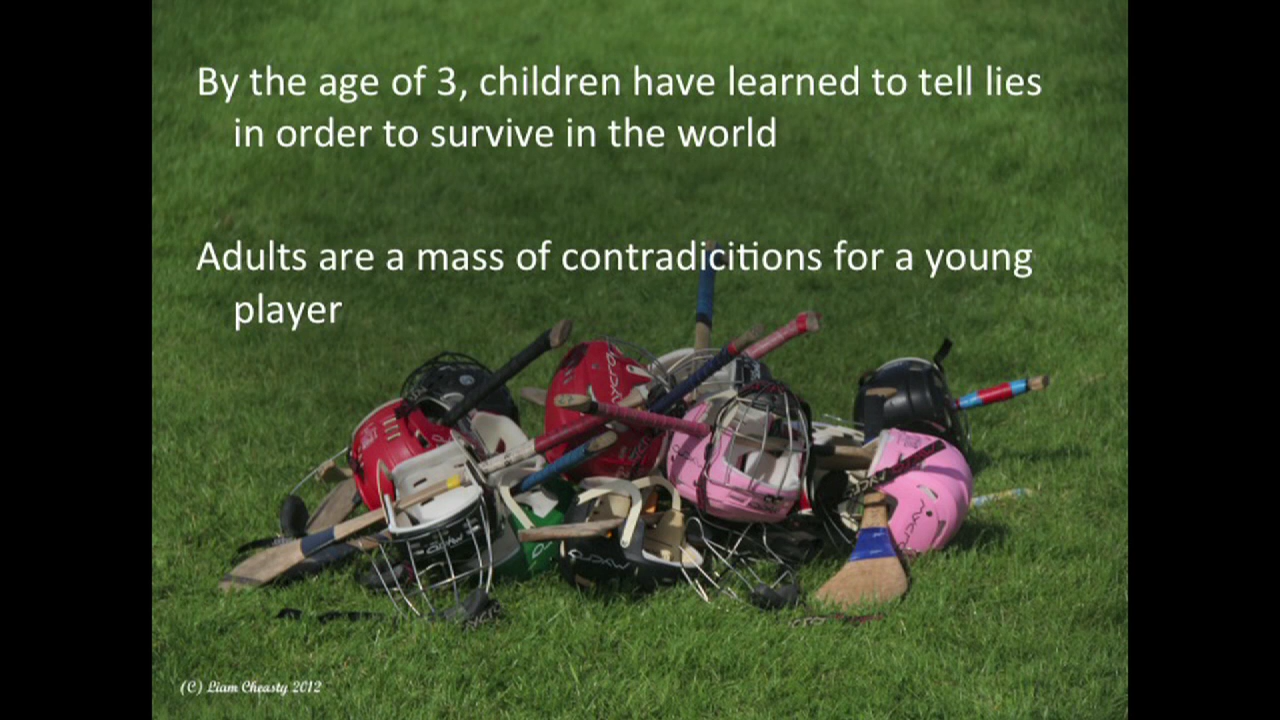 By the age of 3, children have learned to tell lies
in order to survive in the world
Adults are a mass of contradicitions for a young
player
(C) Liam Cheasty 2012